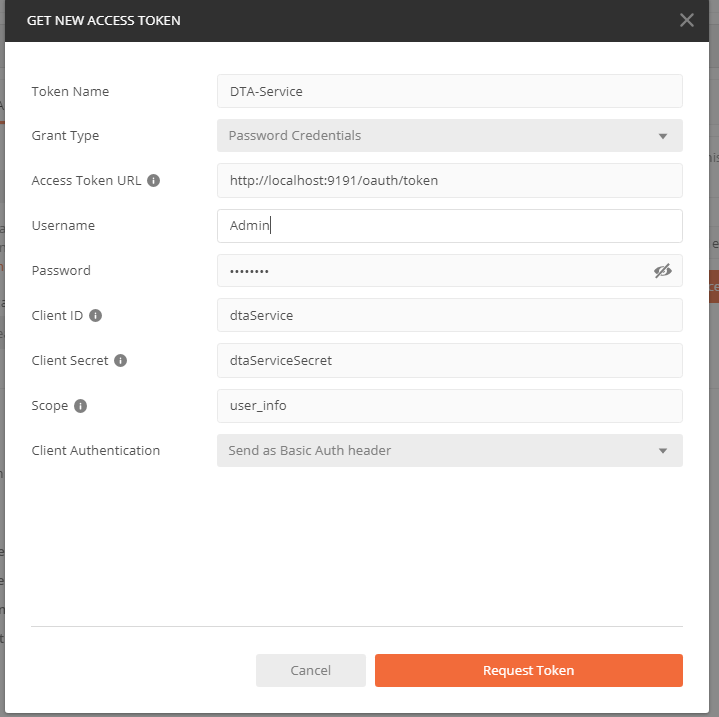 GET NEW ACCESS TOKEN
Token Name DTA-Service
Grant Type Password Credentials
Access Token URL http://localhost:9191/oauth/token
Username Admin
Password ••••••••
Client ID dtaService
Client Secret dtaServiceSecret
Scope user_info
Client Authentication Send as Basic Auth header
Cancel Request Token